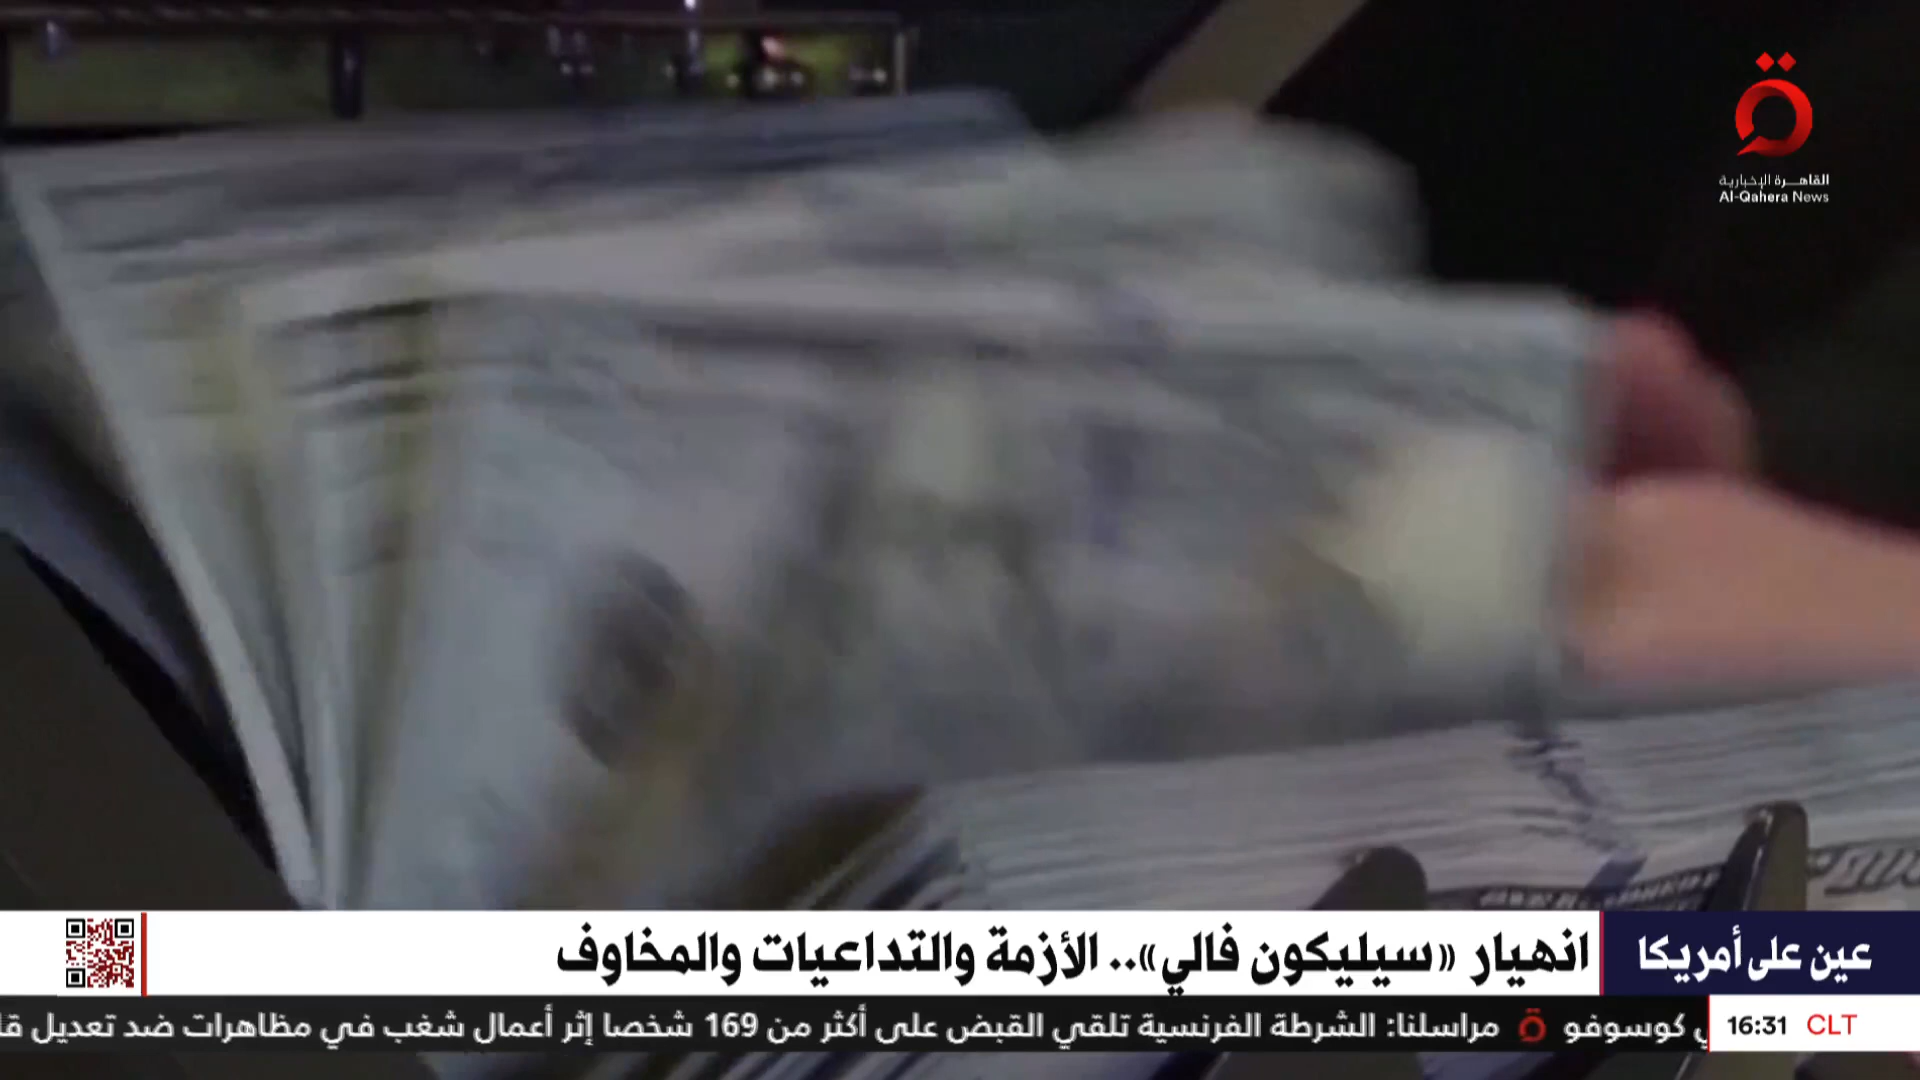 القاهـرة الإخبارية
Al-Qahera News
عين على أمريكا
انهيار «سيليكون فالي».. الأزمة والتداعيات والمخاوف
كوسوفو
مراسلنا: الشرطة الفرنسية تلقي القبض على أكثر من 169 شخصا إثر أعمال شغب في مظاهرات ضد تعديل
16:31 CLT